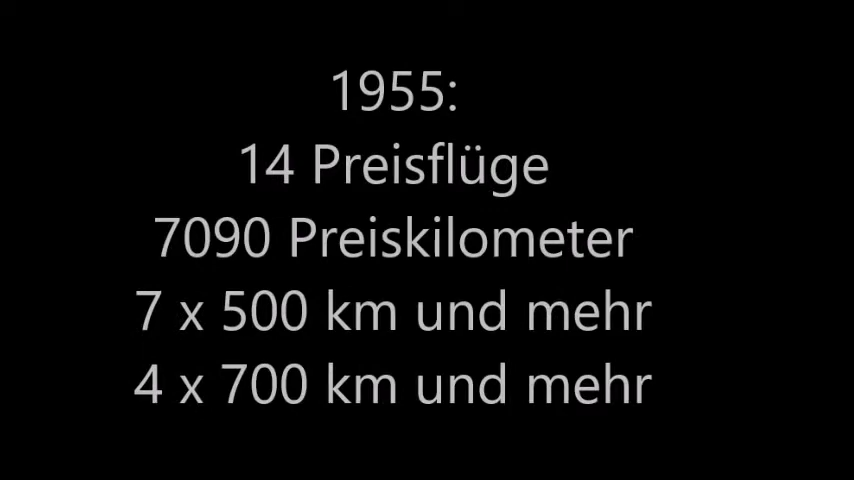 1955:
14 Preisflüge
7090 Preiskilometer
7 x 500 km und mehr
4 x 700 km und mehr